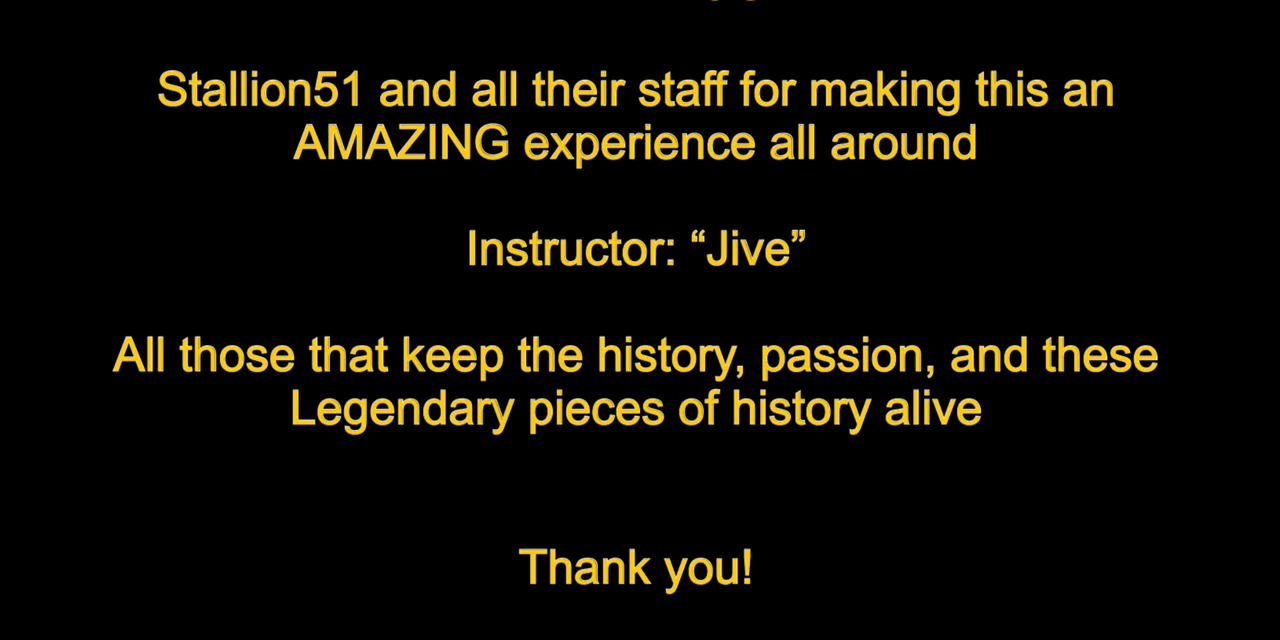 Stallion51 and all their staff for making this an
AMAZING experience all around
Instructor: “Jive”
All those that keep the history, passion, and these
Legendary pieces of history alive
Thank you!